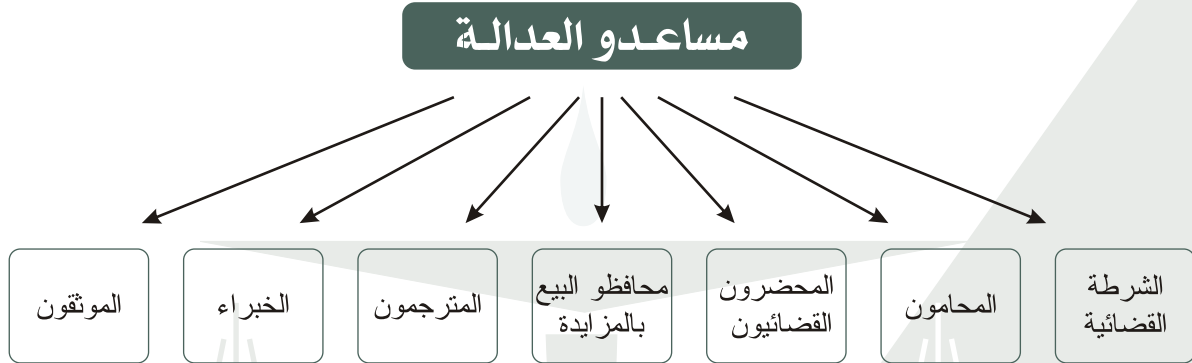 مساعدو العدالة
الشرطة
القضائية
المحامون
المحضرون
القضائيون
محافظو البيع
بالمزايدة
المترجمون
الخبراء
الموثقون